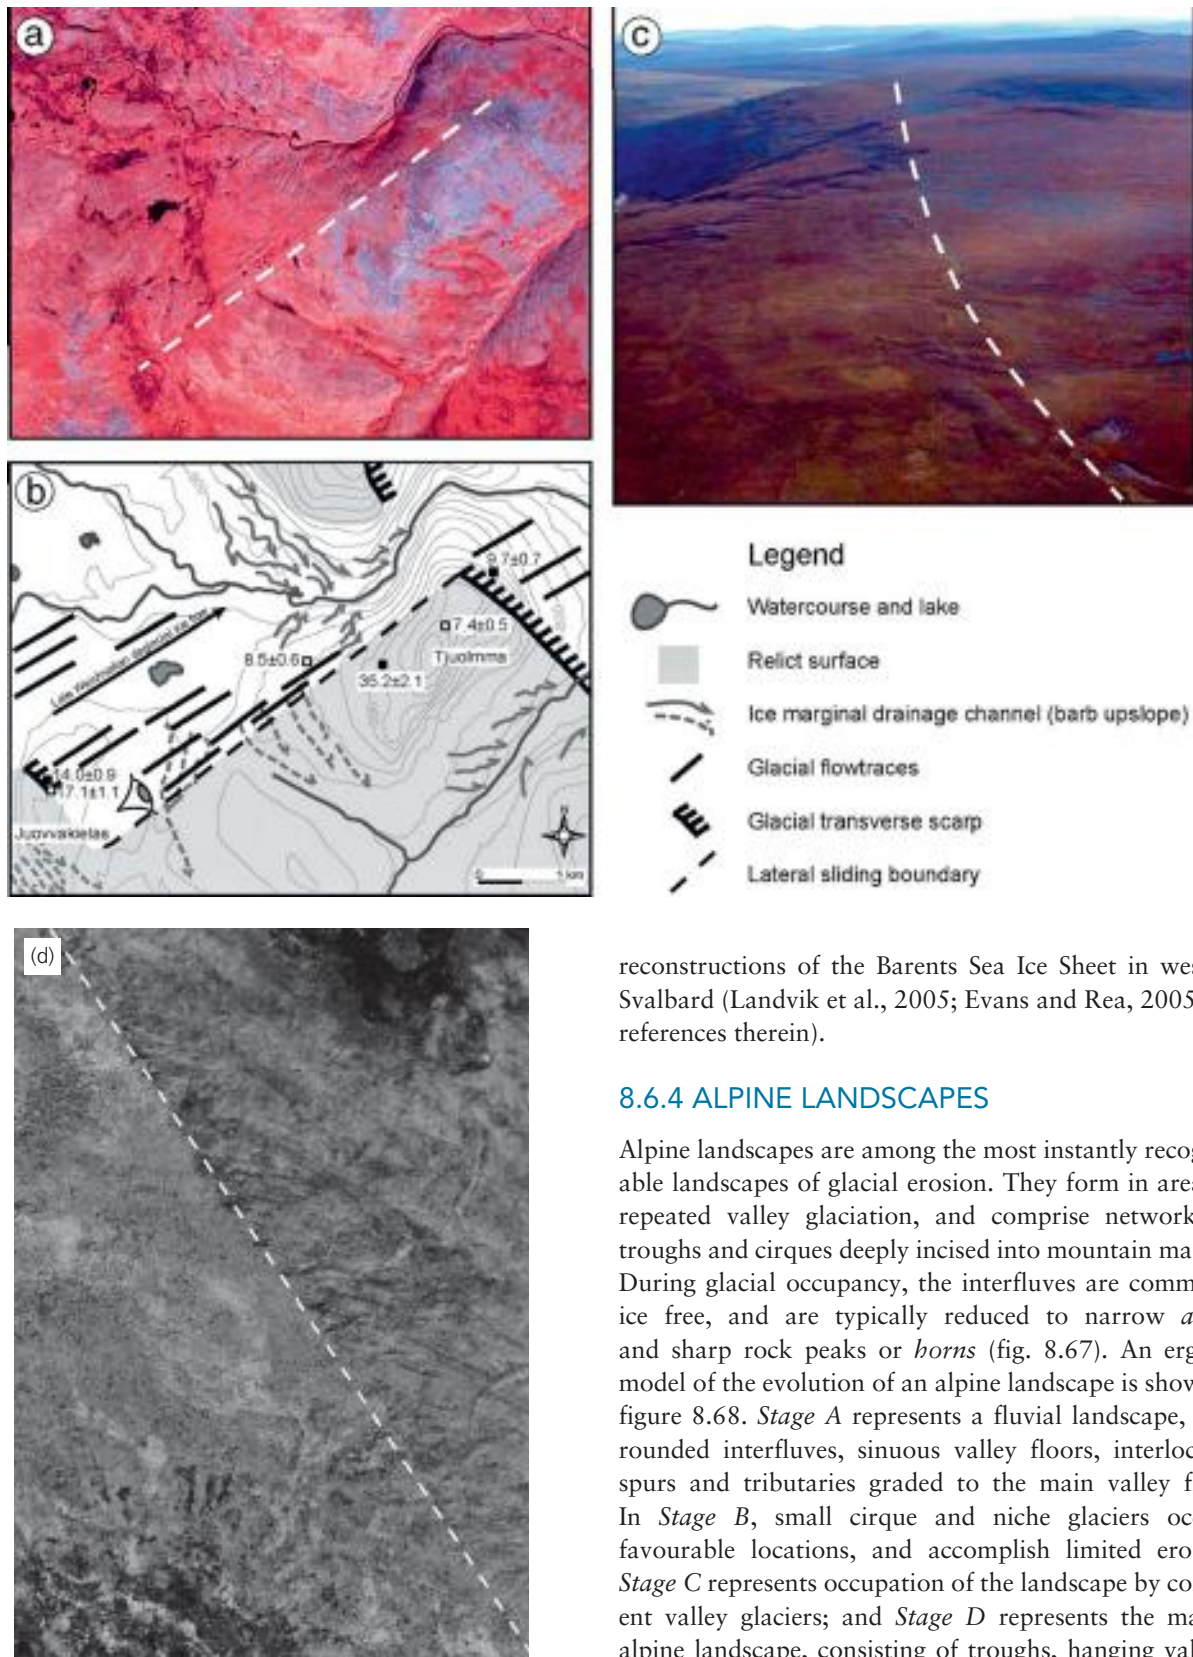 a
c
b
Late Weichselian deglacial ice flow
9.7±0.7
7.4±0.5
Tjuolmma
8.5±0.6
35.2±2.1
14.0±0.9
17.1±1.1
Juovvakielas
N
0 1 km
Legend
Watercourse and lake
Relict surface
Ice marginal drainage channel (barb upslope)
Glacial flowtraces
Glacial transverse scarp
Lateral sliding boundary
(d)
reconstructions of the Barents Sea Ice Sheet in wes
Svalbard (Landvik et al., 2005; Evans and Rea, 2005
references therein).
8.6.4 ALPINE LANDSCAPES
Alpine landscapes are among the most instantly recog
able landscapes of glacial erosion. They form in area
repeated valley glaciation, and comprise network
troughs and cirques deeply incised into mountain ma
During glacial occupancy, the interfluves are comm
ice free, and are typically reduced to narrow a
and sharp rock peaks or horns (fig. 8.67). An erg
model of the evolution of an alpine landscape is show
figure 8.68. Stage A represents a fluvial landscape,
rounded interfluves, sinuous valley floors, interloc
spurs and tributaries graded to the main valley f
In Stage B, small cirque and niche glaciers occ
favourable locations, and accomplish limited ero
Stage C represents occupation of the landscape by co
ent valley glaciers; and Stage D represents the ma
alpine landscape, consisting of troughs, hanging val